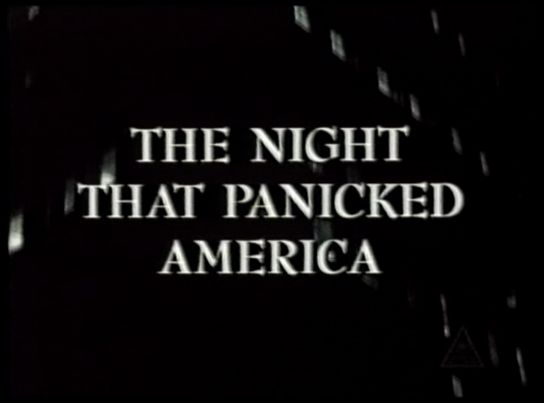 THE NIGHT
THAT PANICKED
AMERICA